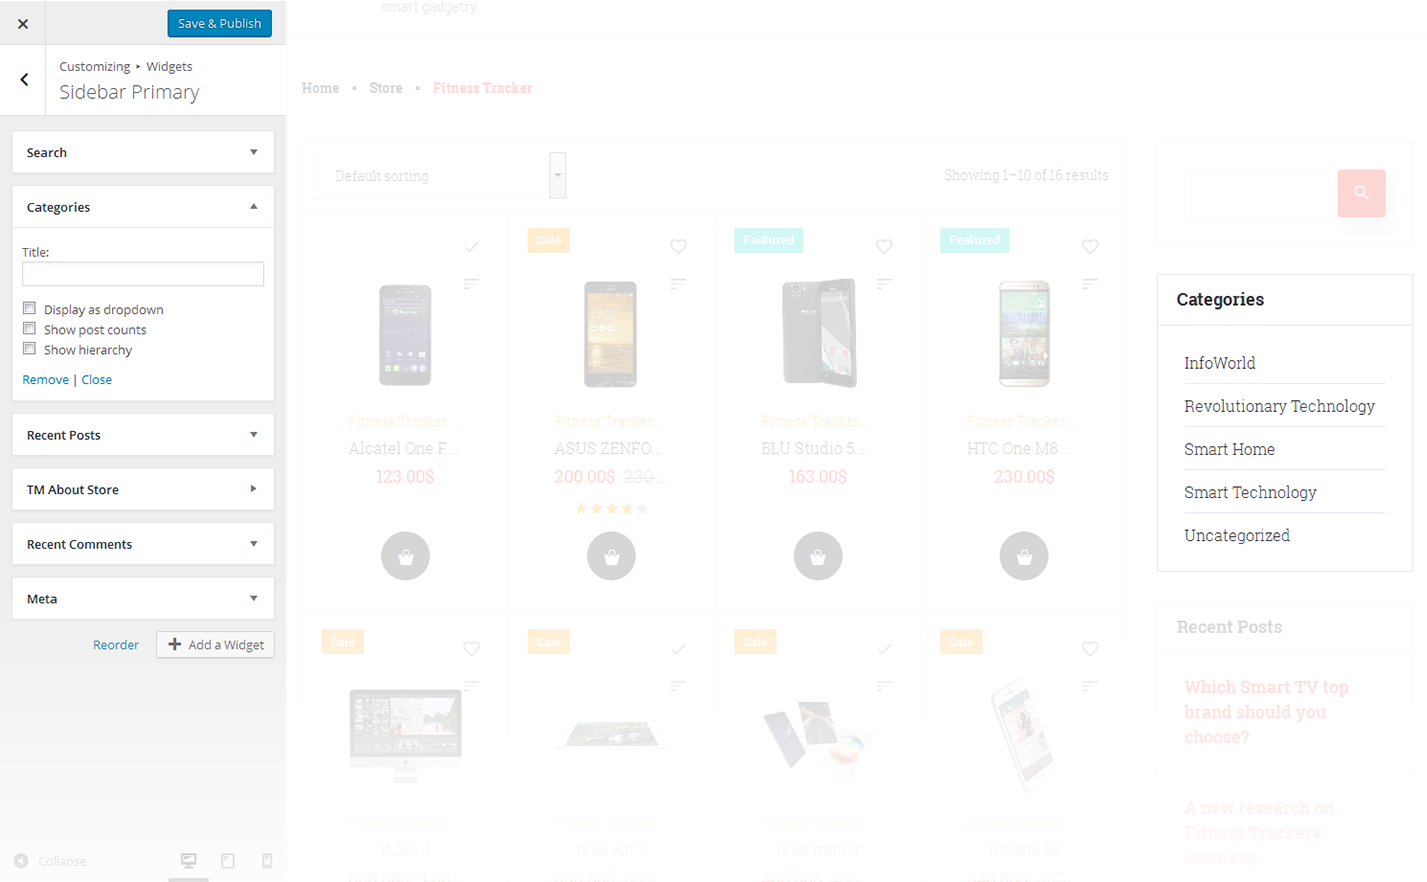 Save & Publish
Customizing ▸ Widgets
Sidebar Primary
Search
Categories
Title:
Display as dropdown
Show post counts
Show hierarchy
Remove | Close
Recent Posts
TM About Store
Recent Comments
Meta
Reorder
Add a Widget
Collapse
smart gadgetry
Home • Store • Fitness Tracker
Default sorting
Showing 1–10 of 16 results
Fitness Tracker, ...
Alcatel One F...
123.00$
Sale
Fitness Tracker, ...
ASUS ZENFO...
200.00$ 230....
Featured
Fitness Tracker, ...
BLU Studio 5....
163.00$
Featured
Fitness Tracker, ...
HTC One M8 ...
230.00$
Sale
Fitness Tracker
iMac 4
Sale
Fitness Tracker
iPad Air 2
Sale
Fitness Tracker
iPad mini 4
Sale
Fitness Tracker
iPhone 6s
Categories
InfoWorld
Revolutionary Technology
Smart Home
Smart Technology
Uncategorized
Recent Posts
Which Smart TV top
brand should you
choose?
A new research on
Fitness Trackers
accuracy